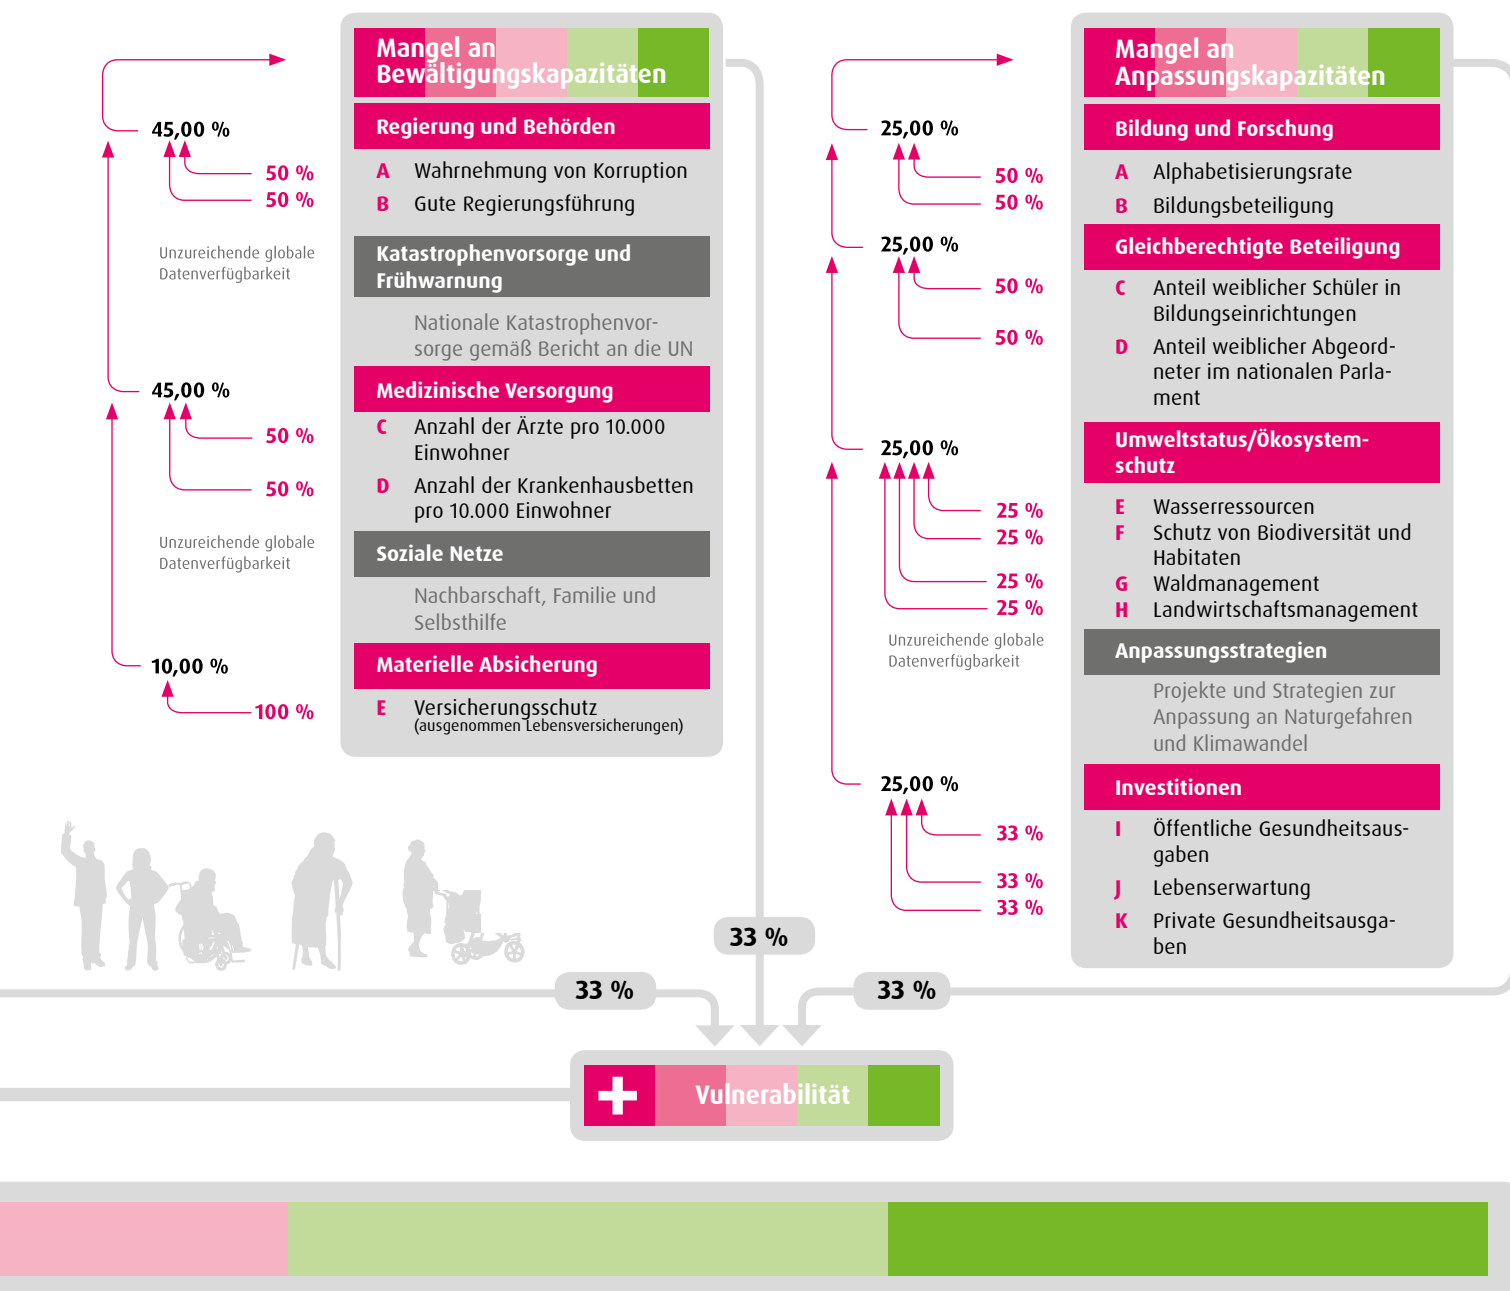 Mangel an
Bewältigungskapazitäten
45,00 %
Regierung und Behörden
50 %
A Wahrnehmung von Korruption
50 %
B Gute Regierungsführung
Unzureichende globale
Datenverfügbarkeit
Katastrophenvorsorge und
Frühwarnung
Nationale Katastrophenvor-
sorge gemäß Bericht an die UN
45,00 %
Medizinische Versorgung
50 %
C Anzahl der Ärzte pro 10.000
Einwohner
50 %
D Anzahl der Krankenhausbetten
pro 10.000 Einwohner
Unzureichende globale
Datenverfügbarkeit
Soziale Netze
Nachbarschaft, Familie und
Selbsthilfe
10,00 %
Materielle Absicherung
100 %
E Versicherungsschutz
(ausgenommen Lebensversicherungen)
Mangel an
Anpassungskapazitäten
25,00 %
Bildung und Forschung
50 %
A Alphabetisierungsrate
50 %
B Bildungsbeteiligung
25,00 %
Gleichberechtigte Beteiligung
50 %
C Anteil weiblicher Schüler in
Bildungseinrichtungen
50 %
D Anteil weiblicher Abgeord-
neter im nationalen Parla-
ment
25,00 %
Umweltstatus/Ökosystem-
schutz
25 %
E Wasserressourcen
25 %
F Schutz von Biodiversität und
Habitaten
25 %
G Waldmanagement
25 %
H Landwirtschaftsmanagement
Unzureichende globale
Datenverfügbarkeit
Anpassungsstrategien
Projekte und Strategien zur
Anpassung an Naturgefahren
und Klimawandel
25,00 %
Investitionen
33 %
I Öffentliche Gesundheitsaus-
gaben
33 %
J Lebenserwartung
33 %
K Private Gesundheitsausga-
ben
33 %
33 %
33 %
Vulnerabilität